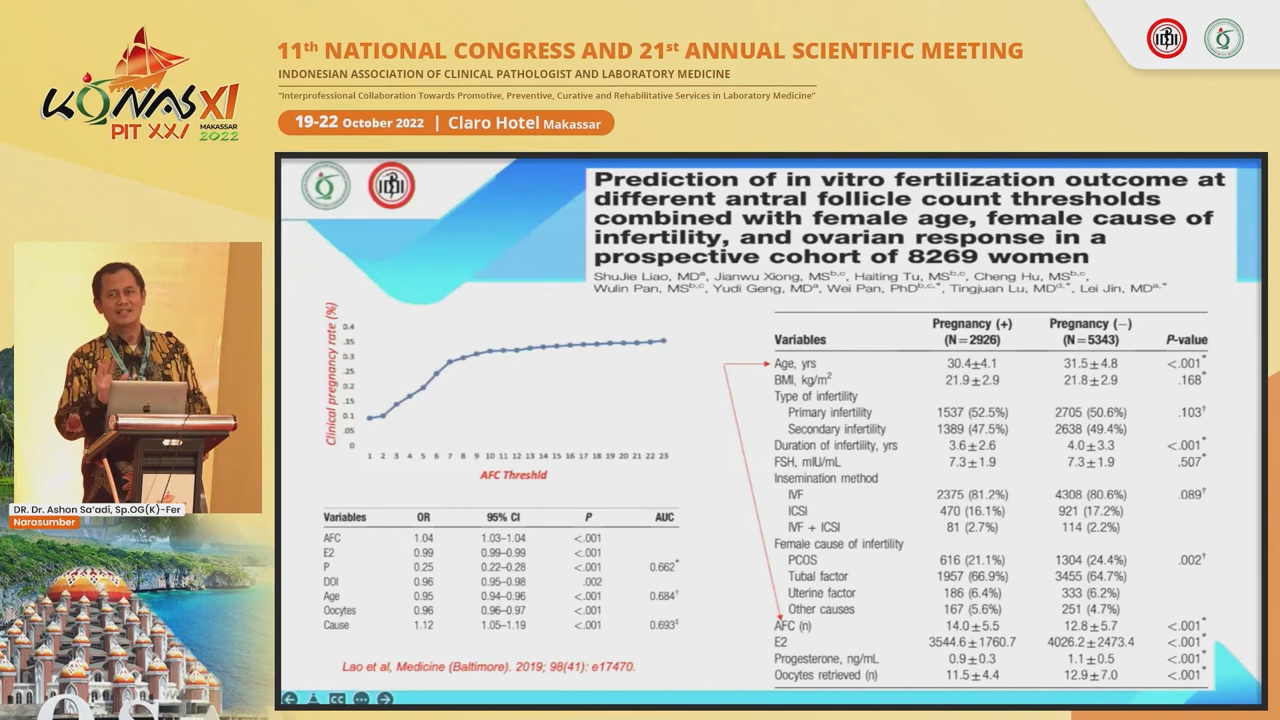 11th NATIONAL CONGRESS AND 21st ANNUAL SCIENTIFIC MEETING
INDONESIAN ASSOCIATION OF CLINICAL PATHOLOGIST AND LABORATORY MEDICINE
"Interprofessional Collaboration Towards Promotive, Preventive, Curative and Rehabilitative Services in Laboratory Medicine"
19-22 October 2022 | Claro Hotel Makassar
KONAS XI
PIT XXI MAKASSAR 2022
IDI
IDI
Prediction of in vitro fertilization outcome at
different antral follicle count thresholds
combined with female age, female cause of
infertility, and ovarian response in a
prospective cohort of 8269 women
ShuJie Liao, MDa, Jianwu Xiong, MSb,c, Haiting Tu, MSb,c, Cheng Hu, MSb,c,
Wulin Pan, MSb,c, Yudi Geng, MDa, Wei Pan, PhDb,c,*, Tingjuan Lu, MDd,*, Lei Jin, MDa,*
Clinical pregnancy rate (%)
0.4
.35
0.3
.25
0.2
.15
0.1
.05
0
1 2 3 4 5 6 7 8 9 10 11 12 13 14 15 16 17 18 19 20 21 22 23
AFC Threshld
Variables OR 95% CI P AUC
AFC 1.04 1.03–1.04 <.001
E2 0.99 0.99–0.99 <.001
P 0.25 0.22–0.28 <.001 0.662*
DOI 0.96 0.95–0.98 .002
Age 0.95 0.94–0.96 <.001 0.684†
Oocytes 0.96 0.96–0.97 <.001
Cause 1.12 1.05–1.19 <.001 0.693‡
Lao et al, Medicine (Baltimore). 2019; 98(41): e17470.
Pregnancy (+) Pregnancy (−)
Variables (N=2926) (N=5343) P-value
Age, yrs 30.4±4.1 31.5±4.8 <.001*
BMI, kg/m2 21.9±2.9 21.8±2.9 .168*
Type of infertility
Primary infertility 1537 (52.5%) 2705 (50.6%) .103†
Secondary infertility 1389 (47.5%) 2638 (49.4%)
Duration of infertility, yrs 3.6±2.6 4.0±3.3 <.001*
FSH, mIU/mL 7.3±1.9 7.3±1.9 .507*
Insemination method
IVF 2375 (81.2%) 4308 (80.6%) .089†
ICSI 470 (16.1%) 921 (17.2%)
IVF + ICSI 81 (2.7%) 114 (2.2%)
Female cause of infertility
PCOS 616 (21.1%) 1304 (24.4%) .002†
Tubal factor 1957 (66.9%) 3455 (64.7%)
Uterine factor 186 (6.4%) 333 (6.2%)
Other causes 167 (5.6%) 251 (4.7%)
AFC (n) 14.0±5.5 12.8±5.7 <.001*
E2 3544.6±1760.7 4026.2±2473.4 <.001*
Progesterone, ng/mL 0.9±0.3 1.1±0.5 <.001*
Oocytes retrieved (n) 11.5±4.4 12.9±7.0 <.001*
DR. Dr. Ashon Sa'adi, Sp.OG(K)-Fer
Narasumber